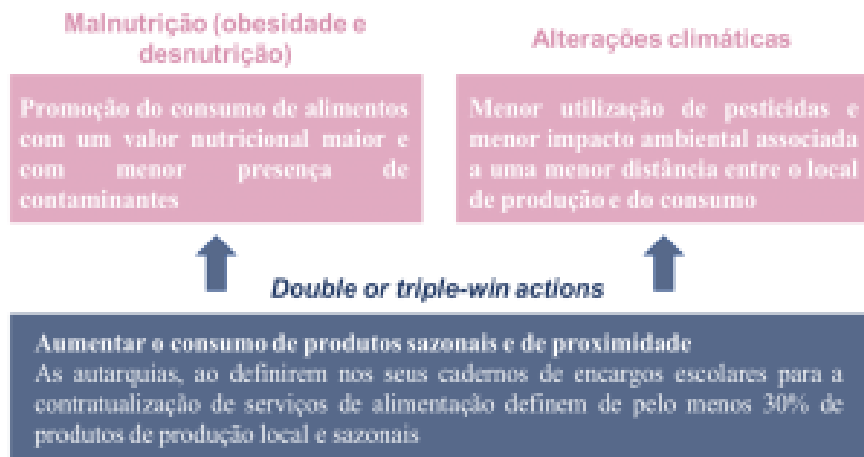 Malnutrição (obesidade e
desnutrição)
Alterações climáticas
Promoção do consumo de alimentos
com um valor nutricional maior e
com menor presença de
contaminantes
Menor utilização de pesticidas e
menor impacto ambiental associada
a uma menor distância entre o local
de produção e do consumo
Double or triple-win actions
Aumentar o consumo de produtos sazonais e de proximidade
As autarquias, ao definirem nos seus cadernos de encargos escolares para a
contratualização de serviços de alimentação definem de pelo menos 30% de
produtos de produção local e sazonais